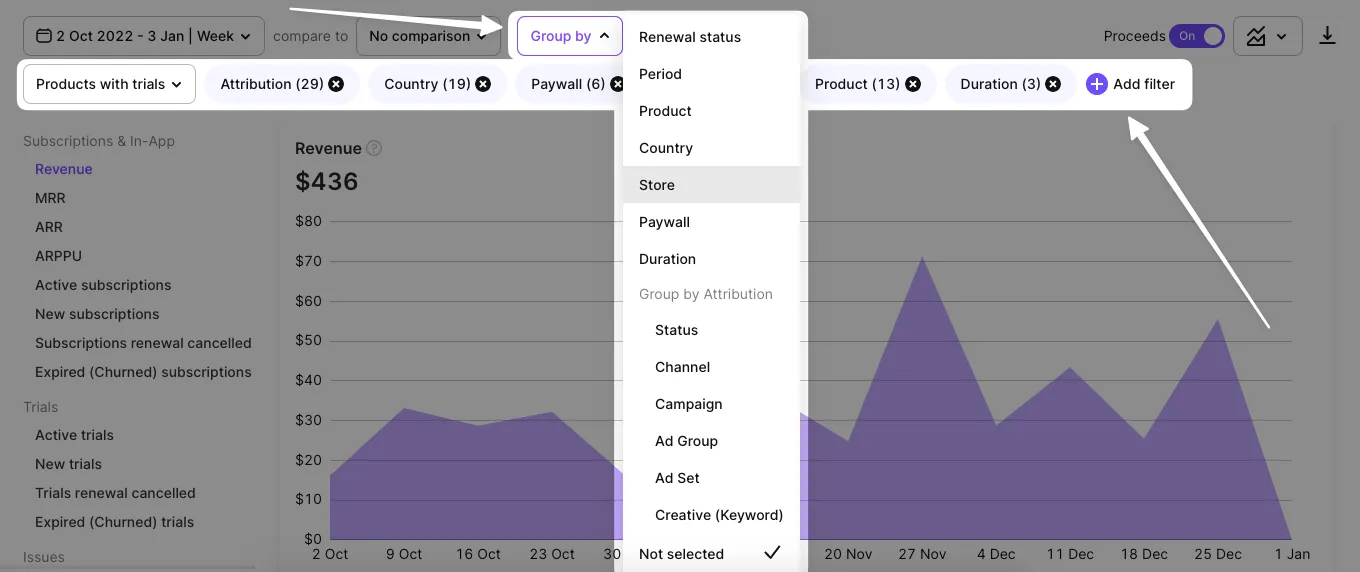 2 Oct 2022 - 3 Jan | Week
compare to
No comparison
Group by
Proceeds
On
Products with trials
Attribution (29)
Country (19)
Paywall (6)
Product (13)
Duration (3)
Add filter
Renewal status
Period
Product
Country
Store
Paywall
Duration
Group by Attribution
Status
Channel
Campaign
Ad Group
Ad Set
Creative (Keyword)
Not selected
Subscriptions & In-App
Revenue
MRR
ARR
ARPPU
Active subscriptions
New subscriptions
Subscriptions renewal cancelled
Expired (Churned) subscriptions
Trials
Active trials
New trials
Trials renewal cancelled
Expired (Churned) trials
Issues
Revenue ?
$436
$80
$70
$60
$50
$40
$30
$20
$10
$0
2 Oct 9 Oct 16 Oct 23 Oct 30 20 Nov 27 Nov 4 Dec 11 Dec 18 Dec 25 Dec 1 Jan